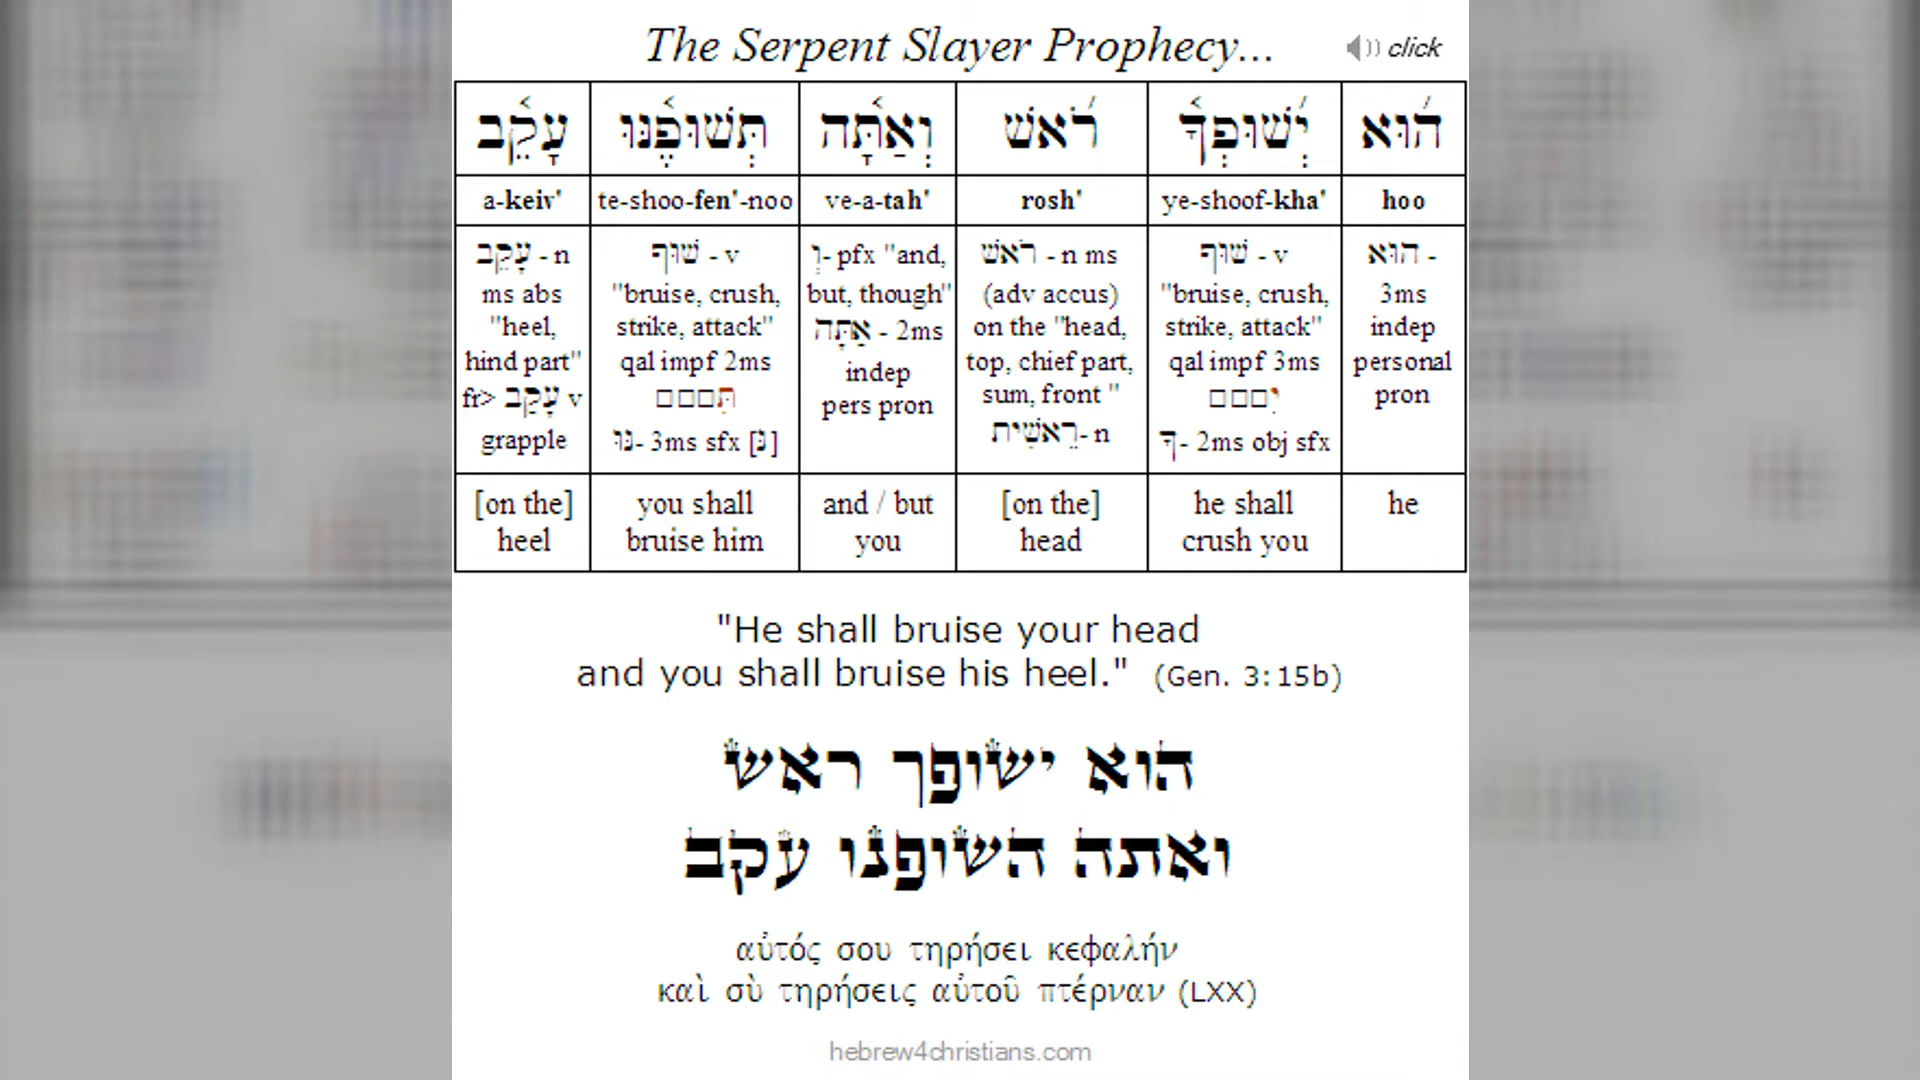 The Serpent Slayer Prophecy...
click
ה֚וּא יְשׁוּפְךָ֣ רֹ֔אשׁ וְאַתָּ֖ה תְּשׁוּפֶ֥נּוּ עָקֵֽב
hoo ye-shoof-kha' rosh' ve-a-tah' te-shoo-fen'-noo a-keiv'
הוּא -
3ms
indep
personal
pron
שׁוּף - v
"bruise, crush,
strike, attack"
qal impf 3ms
יִ□□□
ךָ- 2ms obj sfx
רֹאשׁ - n ms
(adv accus)
on the "head,
top, chief part,
sum, front "
רֵאשִׁית- n
וְ- pfx "and,
but, though"
אַתָּה - 2ms
indep
pers pron
שׁוּף - v
"bruise, crush,
strike, attack"
qal impf 2ms
תִּ□□□
נּוּ- 3ms sfx [נּ]
עָקֵב - n
ms abs
"heel,
hind part"
fr> עָקַב v
grapple
he
he shall
crush you
[on the]
head
and / but
you
you shall
bruise him
[on the]
heel
"He shall bruise your head
and you shall bruise his heel." (Gen. 3:15b)
הוא ישופך ראש
ואתה השופנו עקב
αὐτός σου τηρήσει κεφαλήν
καὶ σὺ τηρήσεις αὐτοῦ πτέρναν (LXX)
hebrew4christians.com